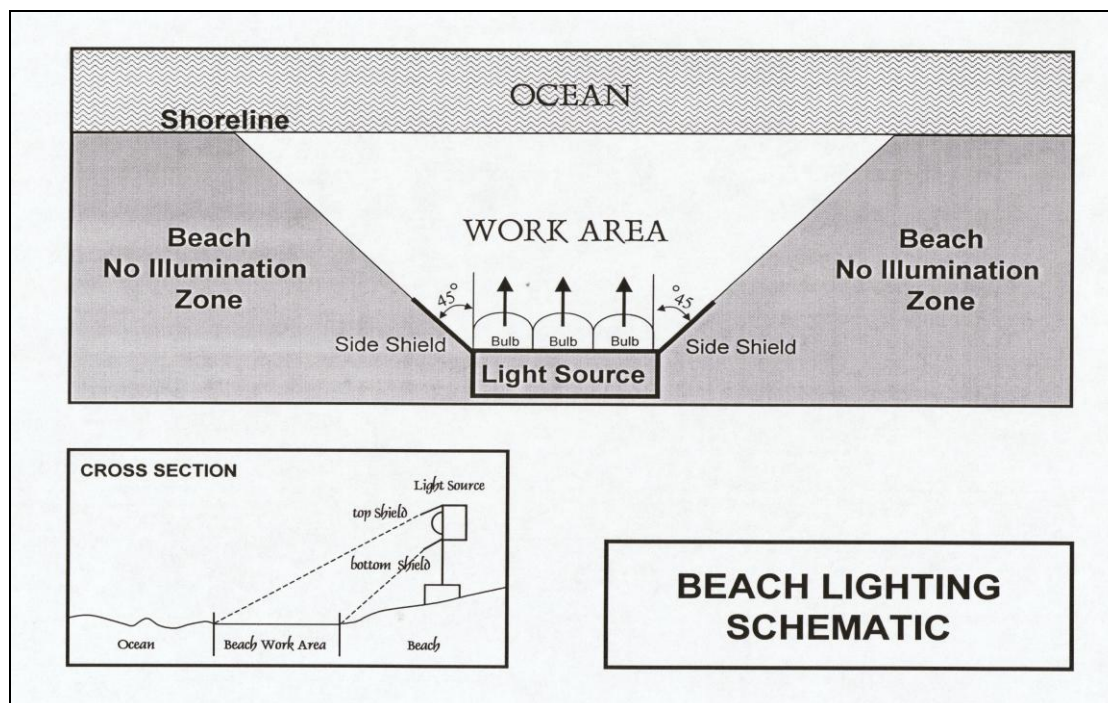 OCEAN
Shoreline
WORK AREA
Beach
No Illumination
Zone
Beach
No Illumination
Zone
45°
°45
Side Shield
Bulb
Bulb
Bulb
Side Shield
Light Source
CROSS SECTION
Light Source
top Shield
bottom Shield
Ocean
Beach Work Area
Beach
BEACH LIGHTING
SCHEMATIC